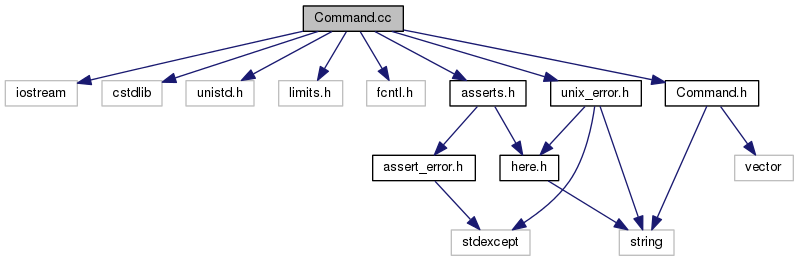 Command.cc
iostream
cstdlib
unistd.h
limits.h
fcntl.h
asserts.h
unix_error.h
Command.h
assert_error.h
here.h
vector
stdexcept
string